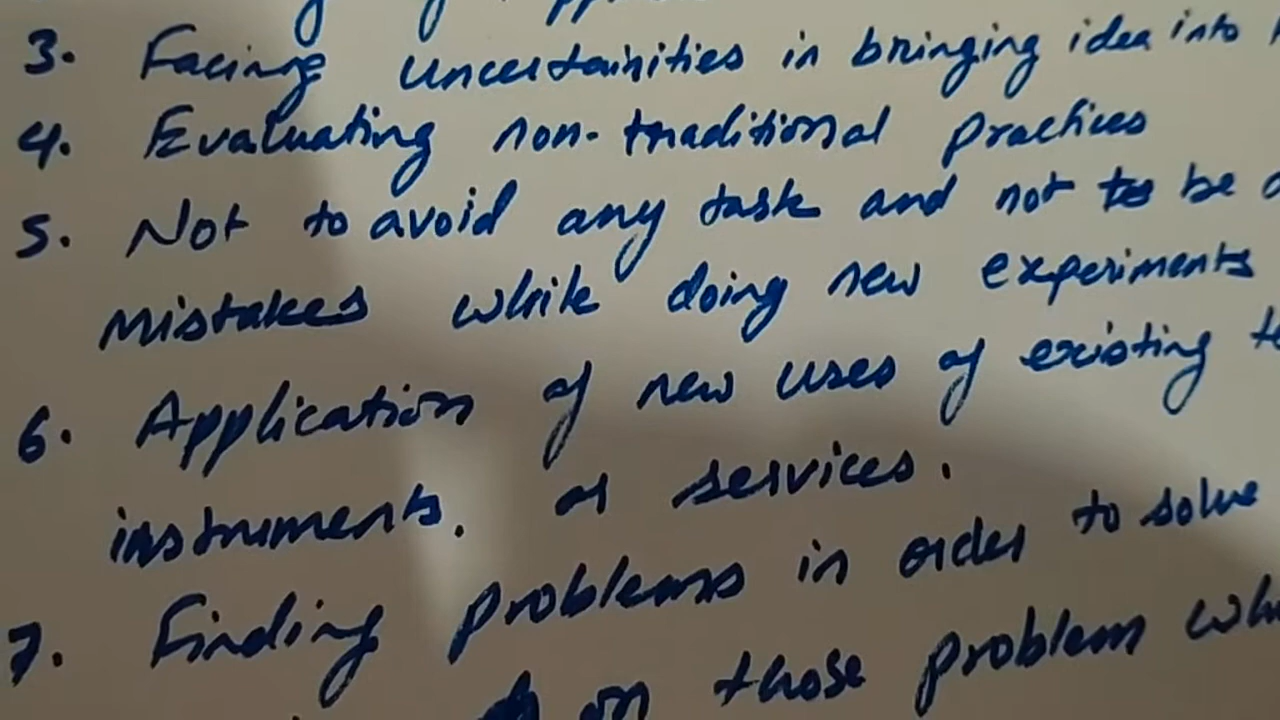 3. Facing uncertainities in bringing idea into
4. Evaluating non-traditional practices
5. Not to avoid any task and not to be
mistakes while doing new experiments
6. Application of new uses of existing
instruments. or services.
7. Finding problems in order to solve
on those problem